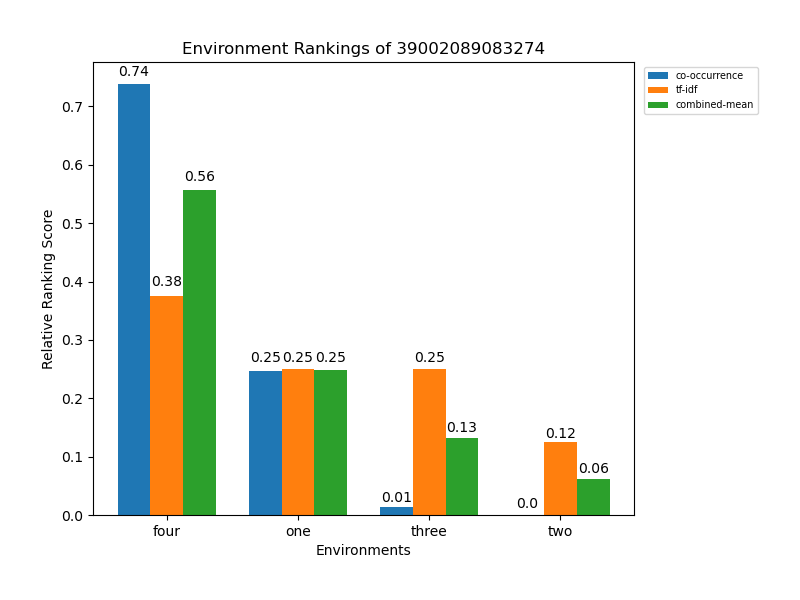 Environment Rankings of 39002089083274
co-occurrence
tf-idf
combined-mean
Relative Ranking Score
0.7
0.6
0.5
0.4
0.3
0.2
0.1
0.0
0.74
0.38
0.56
0.25 0.25 0.25
0.01
0.25
0.13
0.0
0.12
0.06
four one three two
Environments